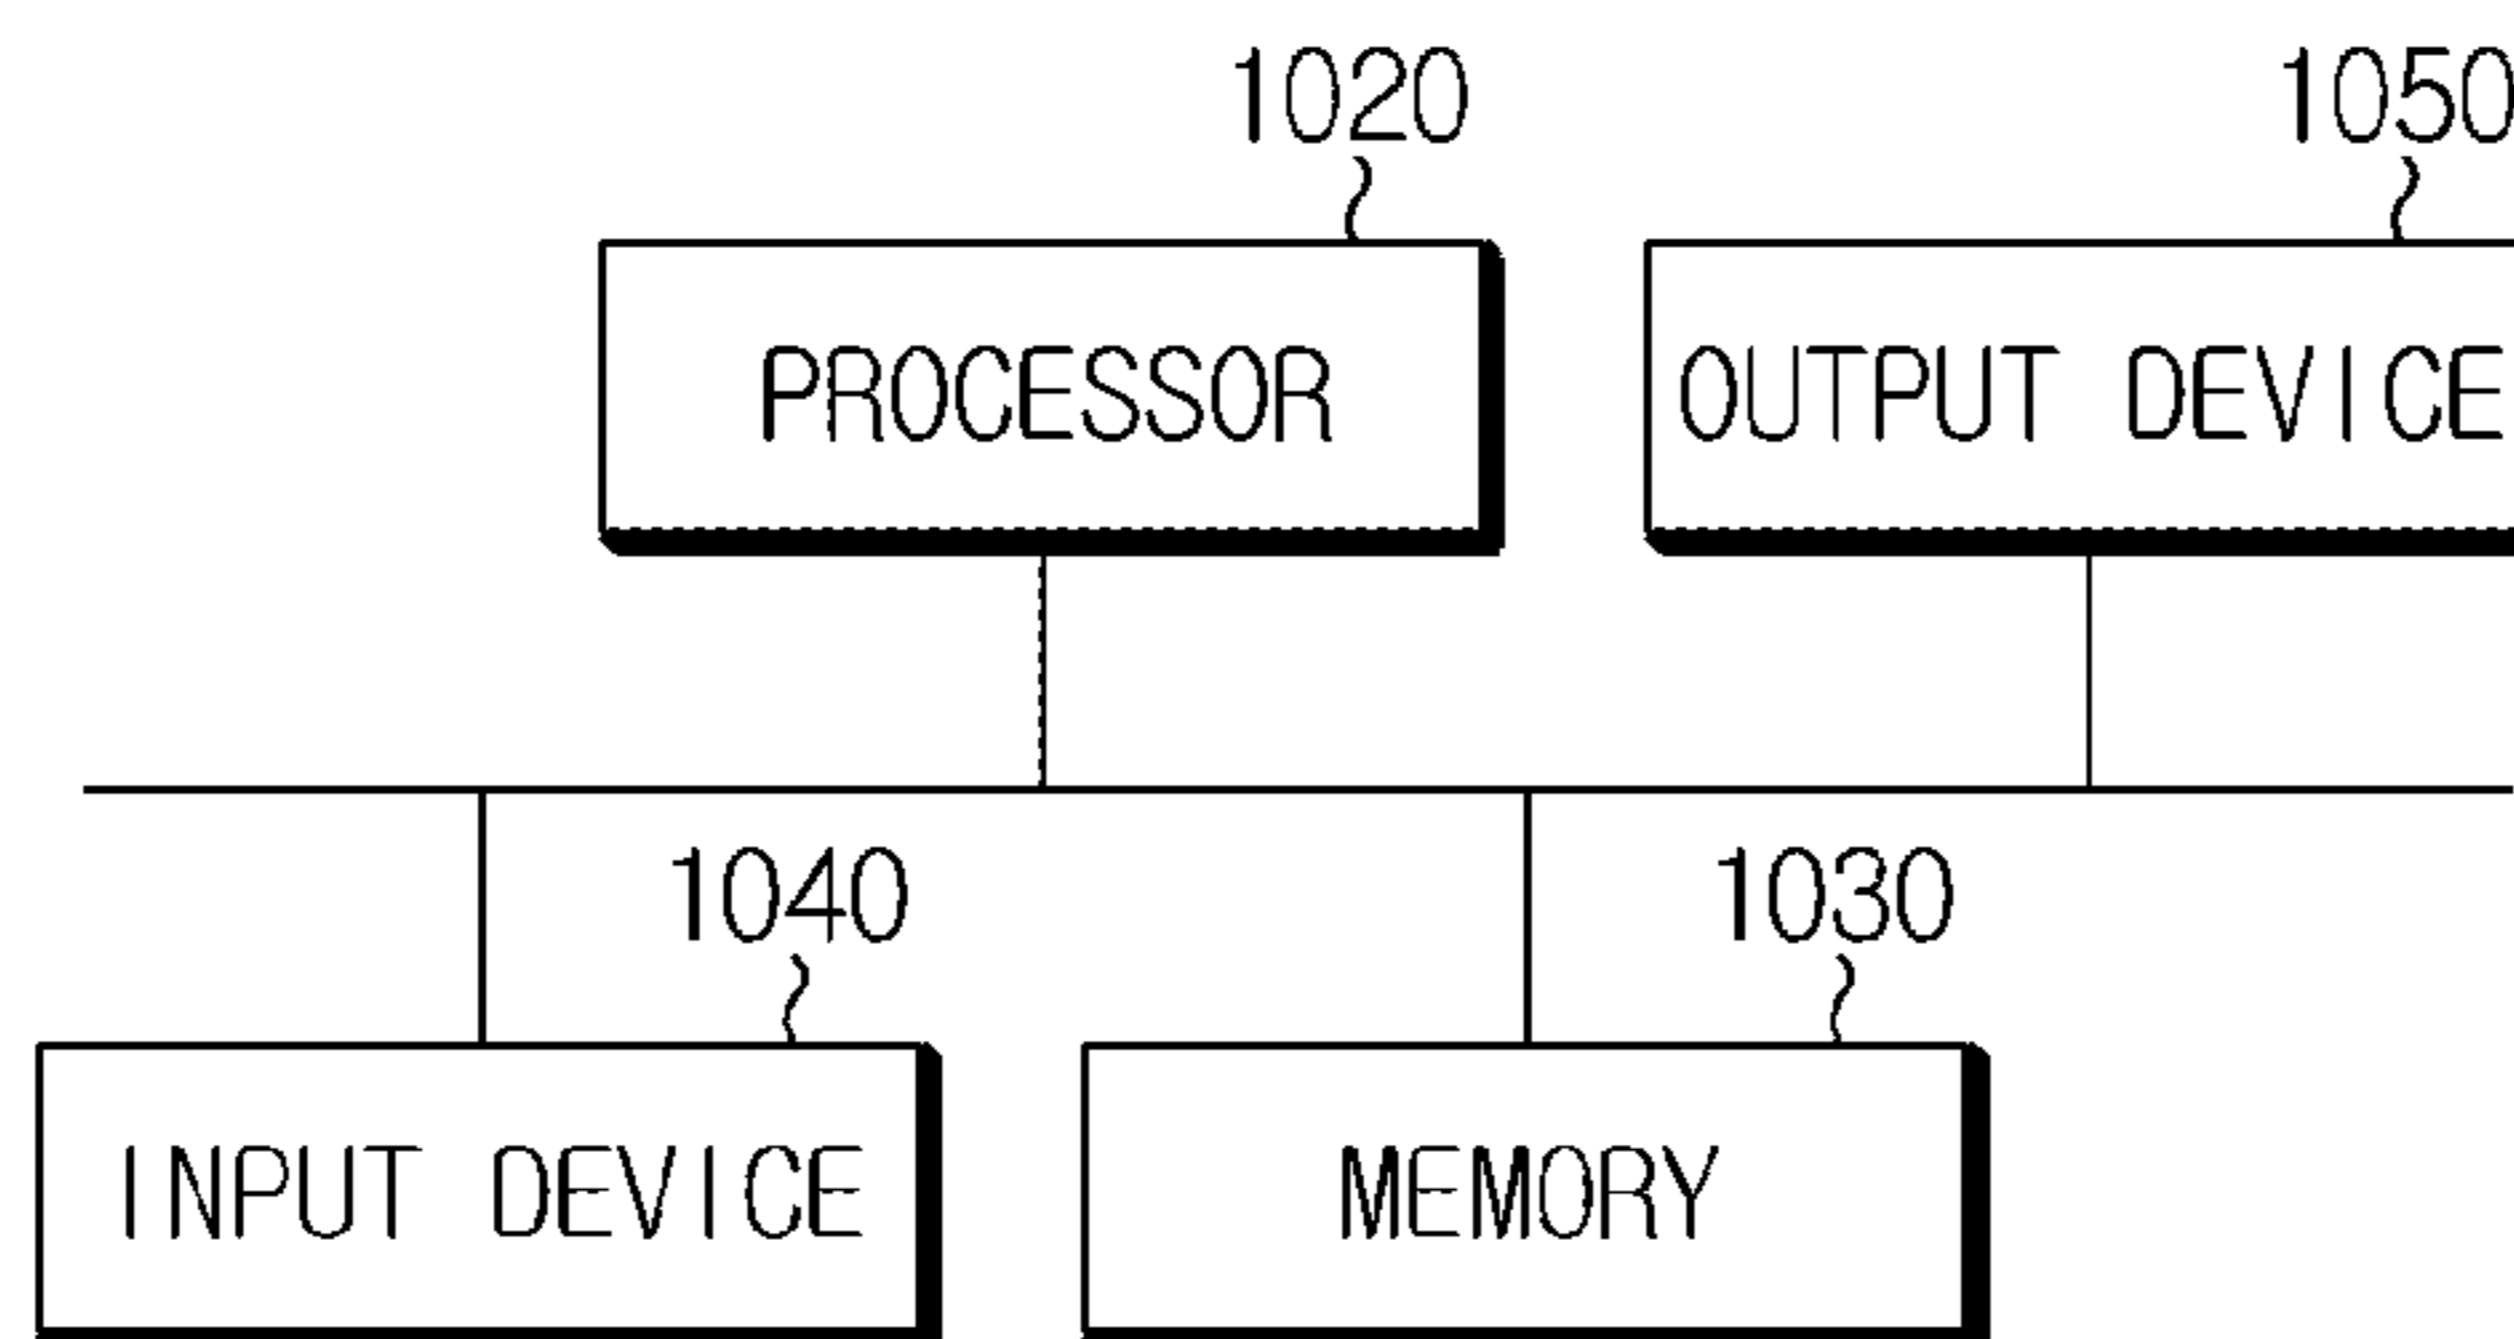 1020 1050
PROCESSOR OUTPUT DEVICE
1040 1030
INPUT DEVICE MEMORY